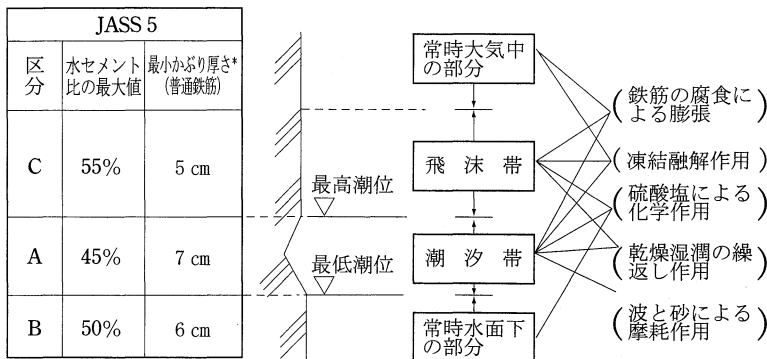 JASS 5
区分
水セメント
比の最大値
最小かぶり厚さ*
(普通鉄筋)
C
55%
5 cm
A
45%
7 cm
B
50%
6 cm
最高潮位
最低潮位
常時大気中
の部分
飛沫帯
潮汐帯
常時水面下
の部分
(鉄筋の腐食に
よる膨張)
(凍結融解作用)
(硫酸塩による
化学作用)
(乾燥湿潤の繰
返し作用)
(波と砂による
摩耗作用)